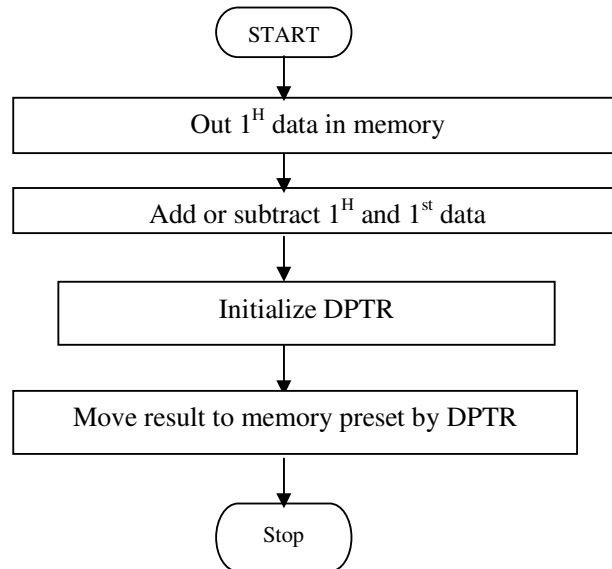 START
Out 1^H data in memory
Add or subtract 1^H and 1^st data
Initialize DPTR
Move result to memory preset by DPTR
Stop